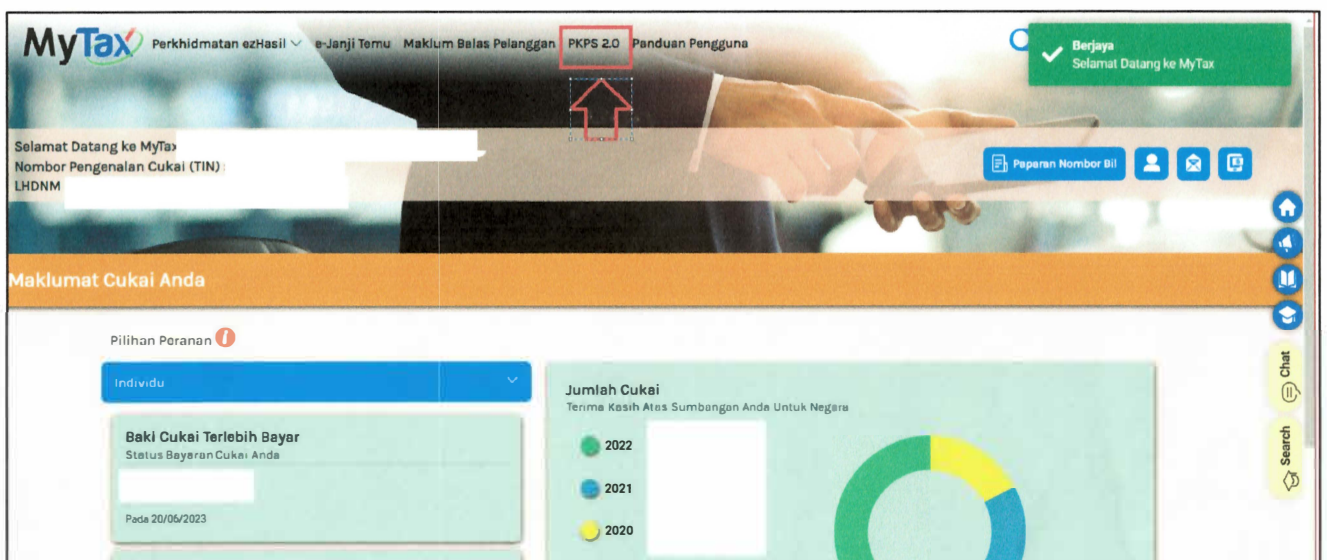 MyTax Perkhidmatan ezHasil e-Janji Temu Maklum Balas Pelanggan PKPS 2.0 Panduan Pengguna
Berjaya
Selamat Datang ke MyTax
Selamat Datang ke MyTax
Nombor Pengenalan Cukai (TIN) :
LHDNM
Paparan Nombor Bil
Maklumat Cukai Anda
Pilihan Peranan
Individu
Baki Cukai Terlebih Bayar
Status Bayaran Cukai Anda
Pada 20/06/2023
Jumlah Cukai
Terima Kasih Atas Sumbangan Anda Untuk Negara
2022
2021
2020
Chat
Search